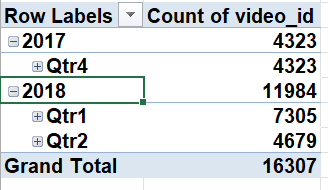 Row Labels Count of video_id
2017 4323
Qtr4 4323
2018 11984
Qtr1 7305
Qtr2 4679
Grand Total 16307